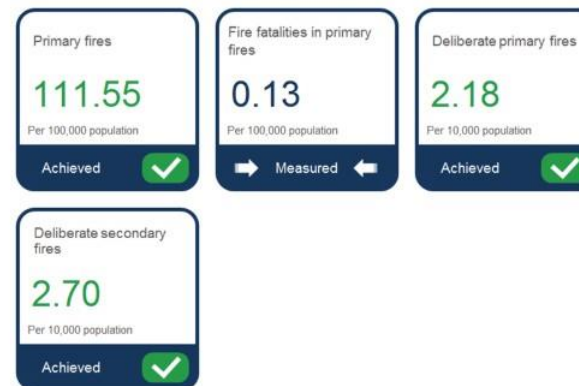 Primary fires
111.55
Per 100,000 population
Achieved
Fire fatalities in primary
fires
0.13
Per 100,000 population
Measured
Deliberate primary fires
2.18
Per 10,000 population
Achieved
Deliberate secondary
fires
2.70
Per 10,000 population
Achieved